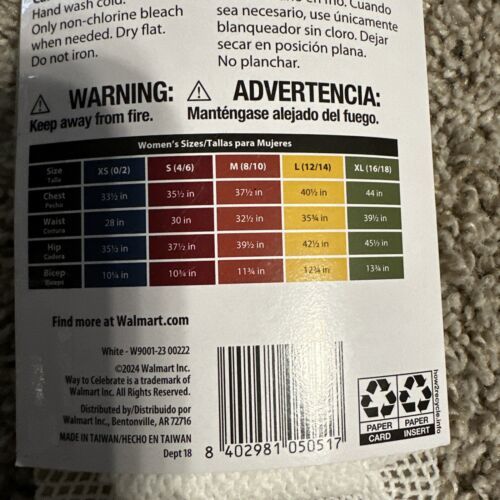 Hand wash cold.
Only non-chlorine bleach
when needed. Dry flat.
Do not iron.
en frío. Cuando
sea necesario, use únicamente
blanqueador sin cloro. Dejar
secar en posición plana.
No planchar.
WARNING:
Keep away from fire.
ADVERTENCIA:
Manténgase alejado del fuego.
Women's Sizes/Tallas para Mujeres
Size XS (0/2) S (4/6) M (8/10) L (12/14) XL (16/18)
Talla
Chest 33½ in 35½ in 37½ in 40½ in 44 in
Pecho
Waist 28 in 30 in 32½ in 35¾ in 39½ in
Cintura
Hip 35½ in 37½ in 39½ in 42½ in 45½ in
Cadera
Bicep 10¼ in 10¾ in 11¾ in 12¾ in 13¾ in
Bíceps
Find more at Walmart.com
White - W9001-23 00222
©2024 Walmart Inc.
Way to Celebrate is a trademark of
Walmart Inc. All Rights Reserved.
Distributed by/Distribuido por
Walmart Inc., Bentonville, AR 72716
MADE IN TAIWAN/HECHO EN TAIWAN
Dept 18
8 402981 050517
PAPER
CARD
PAPER
INSERT
how2recycle.info